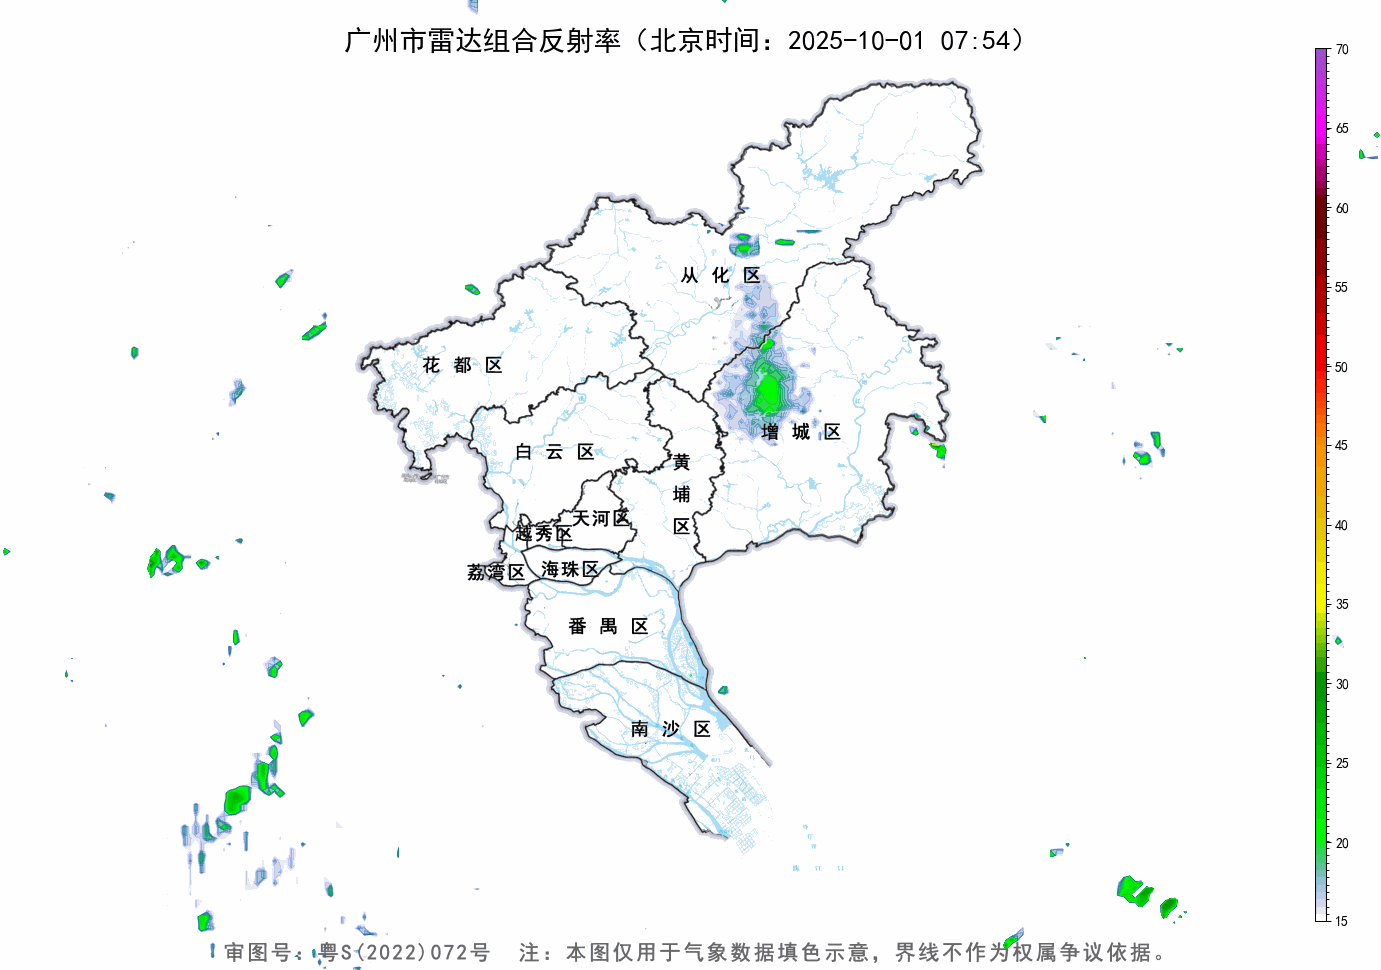 广州市雷达组合反射率（北京时间：2025-10-01 07:54）
70
65
60
55
50
45
40
35
30
25
20
15
从化区
花都区
增城区
白云区
黄埔区
天河区
越秀区
荔湾区
海珠区
番禺区
南沙区
审图号：粤S(2022)072号 注：本图仅用于气象数据填色示意，界线不作为权属争议依据。